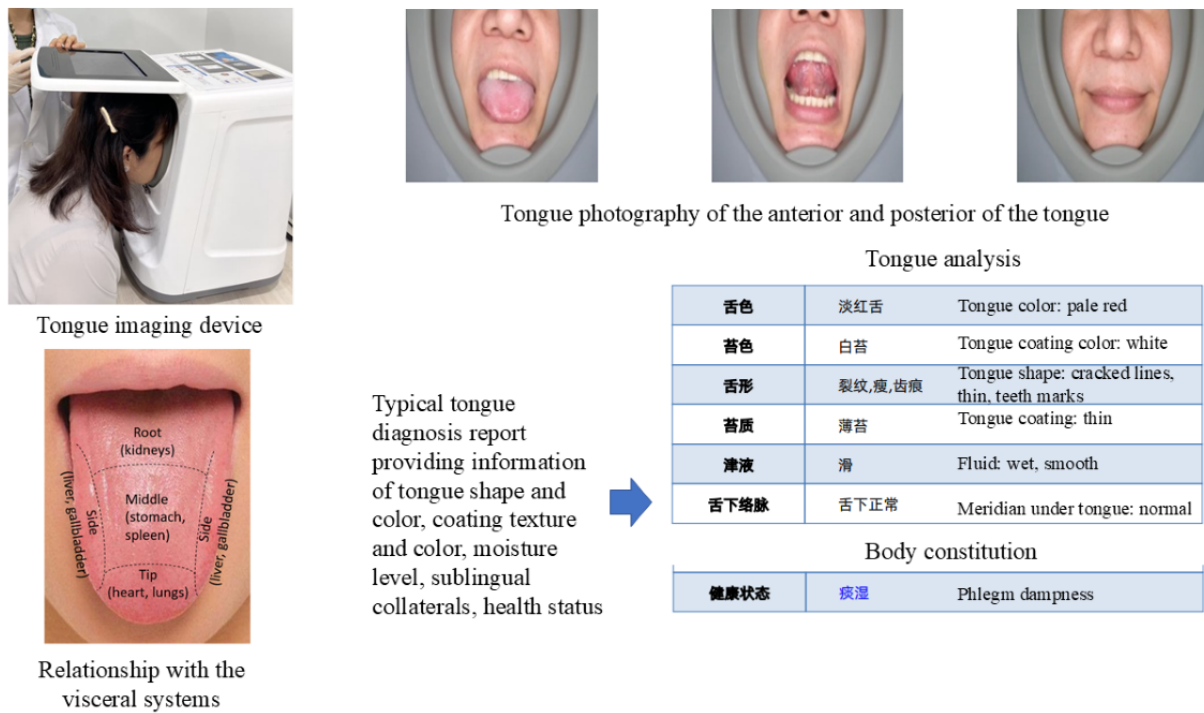 Tongue imaging device
Root
(kidneys)
Middle
(stomach,
spleen)
Side
(liver, gallbladder)
Side
(liver, gallbladder)
Tip
(heart, lungs)
Relationship with the
visceral systems
Tongue photography of the anterior and posterior of the tongue
Typical tongue
diagnosis report
providing information
of tongue shape and
color, coating texture
and color, moisture
level, sublingual
collaterals, health status
Tongue analysis
舌色 淡红舌 Tongue color: pale red
苔色 白苔 Tongue coating color: white
舌形 裂纹,瘦,齿痕 Tongue shape: cracked lines,
thin, teeth marks
苔质 薄苔 Tongue coating: thin
津液 滑 Fluid: wet, smooth
舌下络脉 舌下正常 Meridian under tongue: normal
Body constitution
健康状态 痰湿 Phlegm dampness